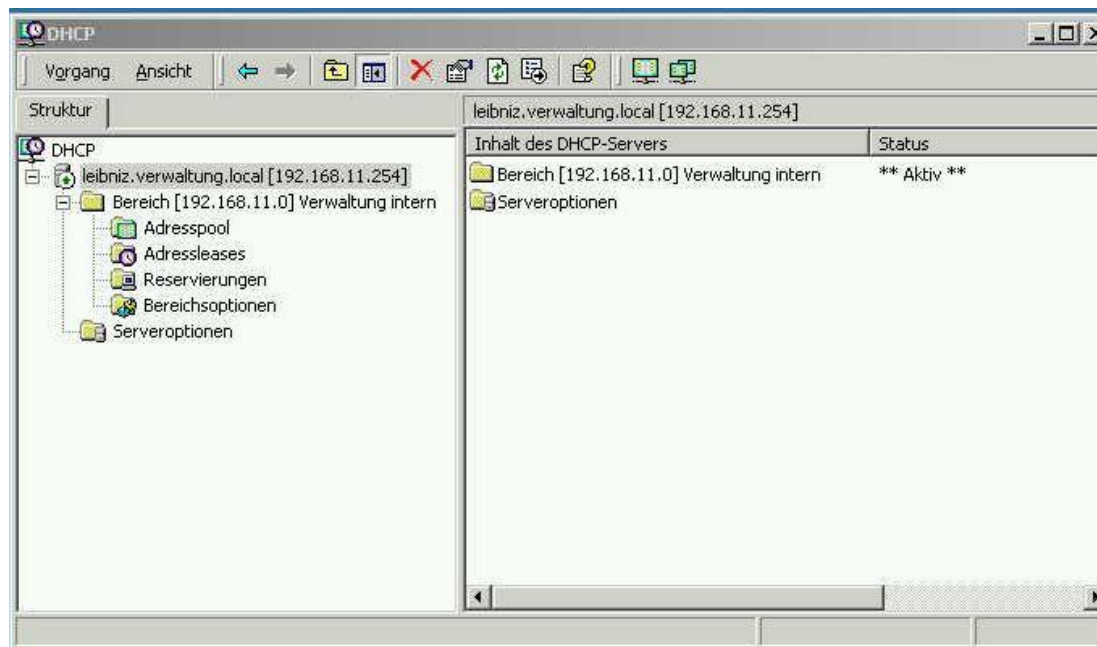 DHCP
Vorgang Ansicht
Struktur
leibniz.verwaltung.local [192.168.11.254]
DHCP
leibniz.verwaltung.local [192.168.11.254]
Bereich [192.168.11.0] Verwaltung intern
Adresspool
Adressleases
Reservierungen
Bereichsoptionen
Serveroptionen
Inhalt des DHCP-Servers Status
Bereich [192.168.11.0] Verwaltung intern ** Aktiv **
Serveroptionen